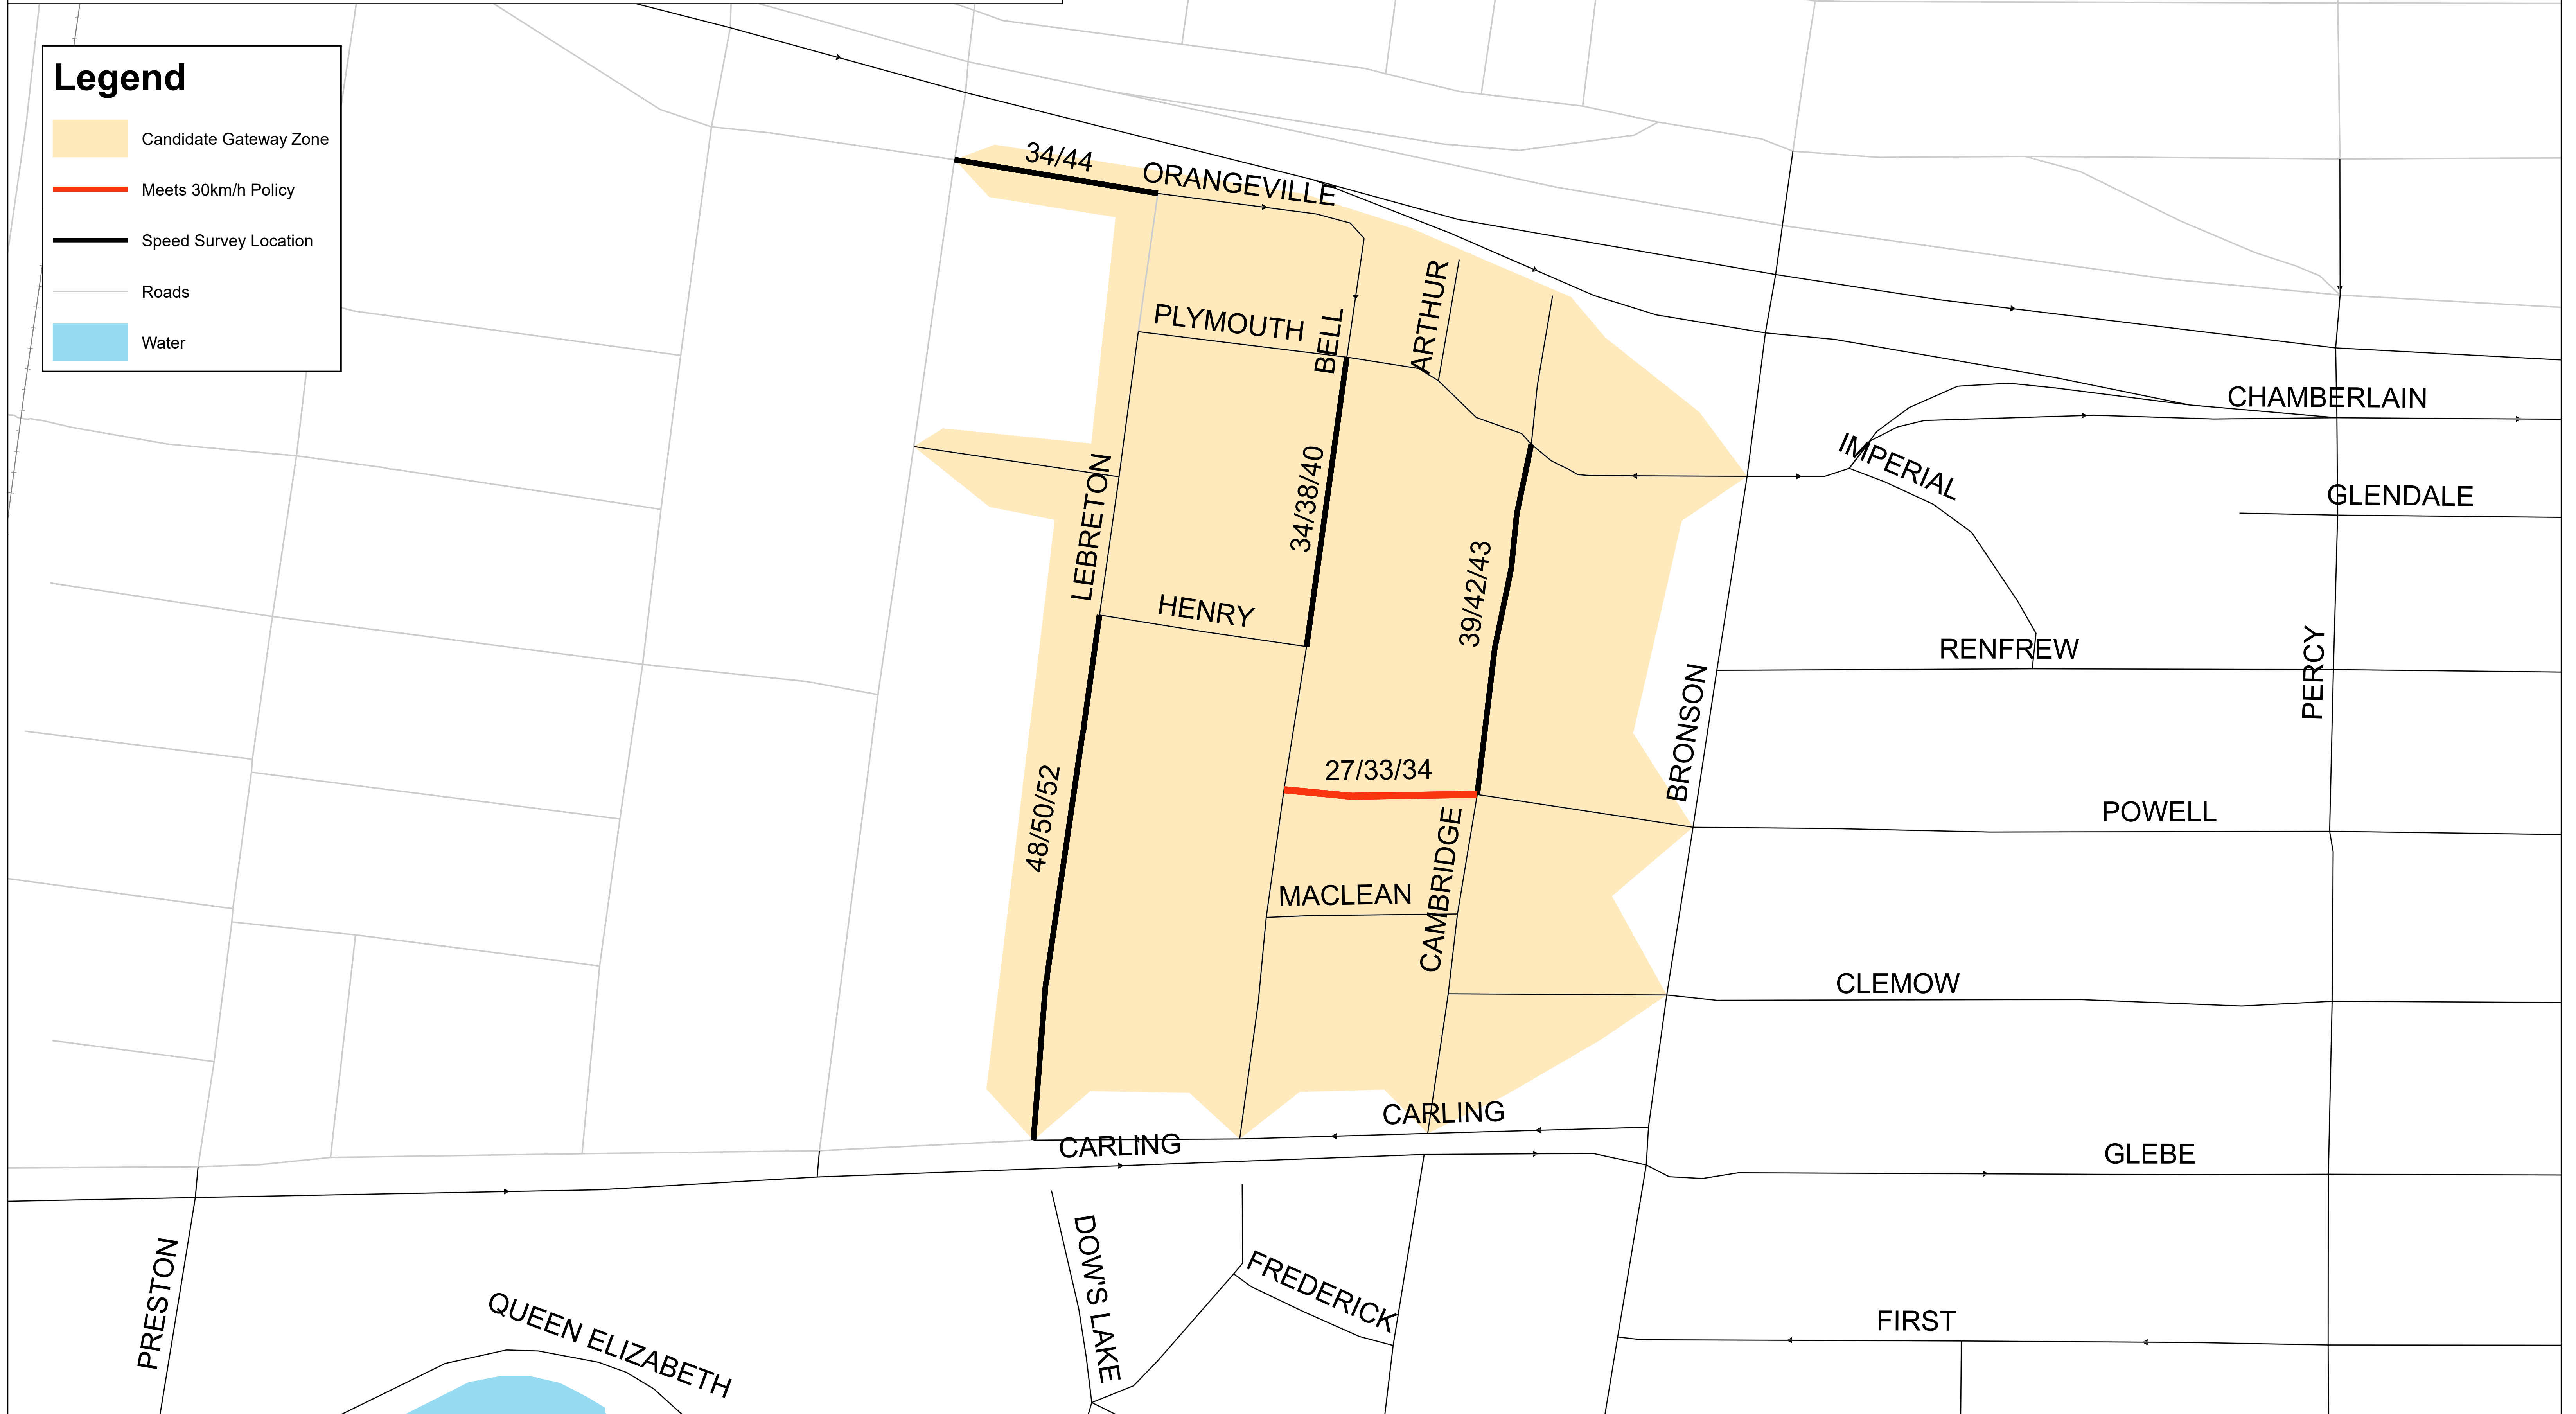 Legend
Candidate Gateway Zone
Meets 30km/h Policy
Speed Survey Location
Roads
Water
34/44
ORANGEVILLE
PLYMOUTH
BELL
ARTHUR
CHAMBERLAIN
IMPERIAL
GLENDALE
LEBRETON
34/38/40
39/42/43
HENRY
RENFREW
PERCY
BRONSON
48/50/52
27/33/34
POWELL
CAMBRIDGE
MACLEAN
CLEMOW
CARLING
CARLING
GLEBE
PRESTON
QUEEN ELIZABETH
DOW'S LAKE
FREDERICK
FIRST